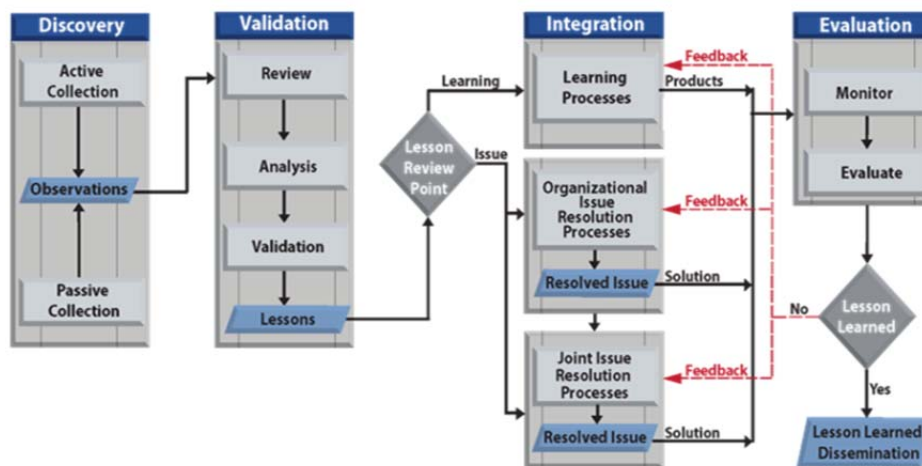 Discovery
Active
Collection
Observations
Passive
Collection
Validation
Review
Analysis
Validation
Lessons
Learning
Lesson
Review
Point
Issue
Integration
Learning
Processes
Organizational
Issue
Resolution
Processes
Resolved Issue
Joint Issue
Resolution
Processes
Resolved Issue
Feedback
Products
Feedback
Solution
Feedback
Solution
Evaluation
Monitor
Evaluate
Lesson
Learned
No
Yes
Lesson Learned
Dissemination